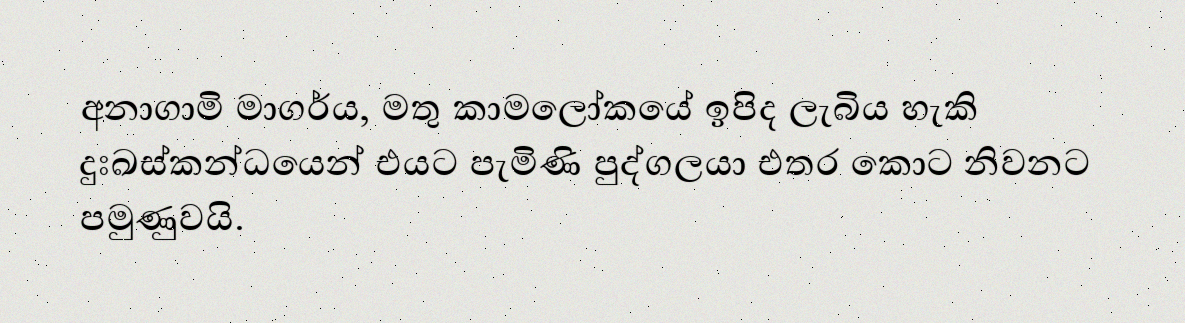 අනාගාමි මාගර්ය, මතු කාමලෝකයේ ඉපිද ලැබිය හැකි
දුඃඛස්කන්ධයෙන් එයට පැමිණි පුද්ගලයා එතර කොට නිවනට
පමුණුවයි.